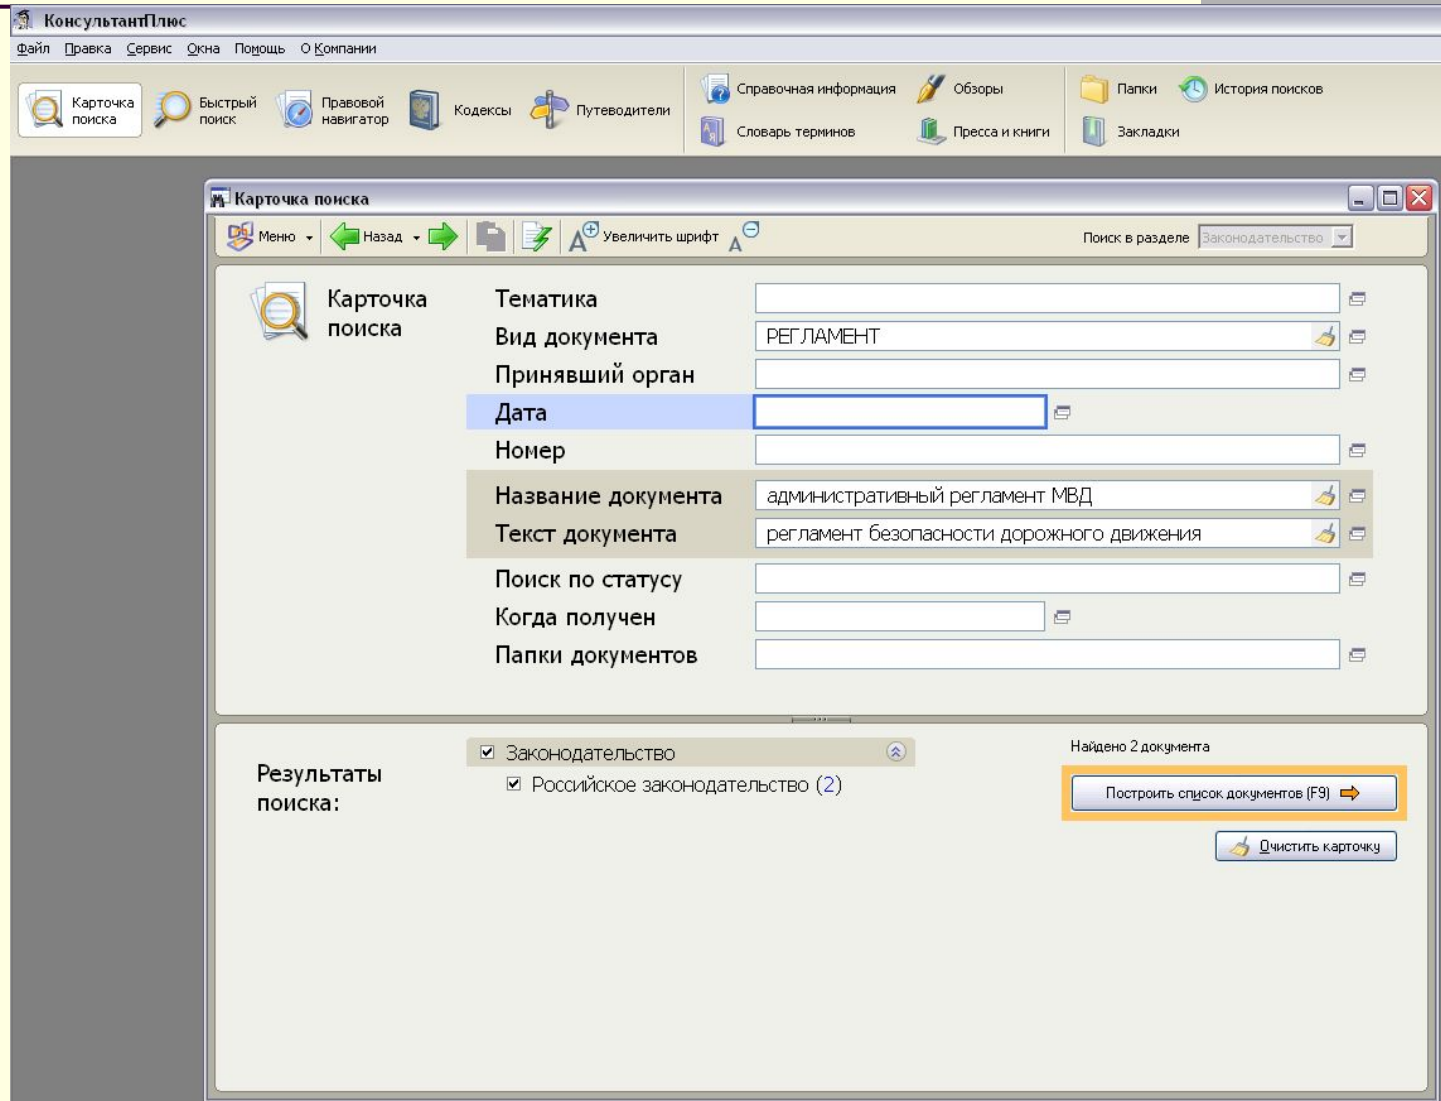 КонсультантПлюс
Файл Правка Сервис Окна Помощь О Компании
Карточка поиска
Быстрый поиск
Правовой навигатор
Кодексы
Путеводители
Справочная информация
Обзоры
Папки
История поисков
Словарь терминов
Пресса и книги
Закладки
Карточка поиска
Меню Назад Увеличить шрифт Поиск в разделе Законодательство
Карточка
поиска
Тематика
Вид документа РЕГЛАМЕНТ
Принявший орган
Дата
Номер
Название документа административный регламент МВД
Текст документа регламент безопасности дорожного движения
Поиск по статусу
Когда получен
Папки документов
Результаты
поиска:
Законодательство
Российское законодательство (2)
Найдено 2 документа
Построить список документов (F9)
Очистить карточку